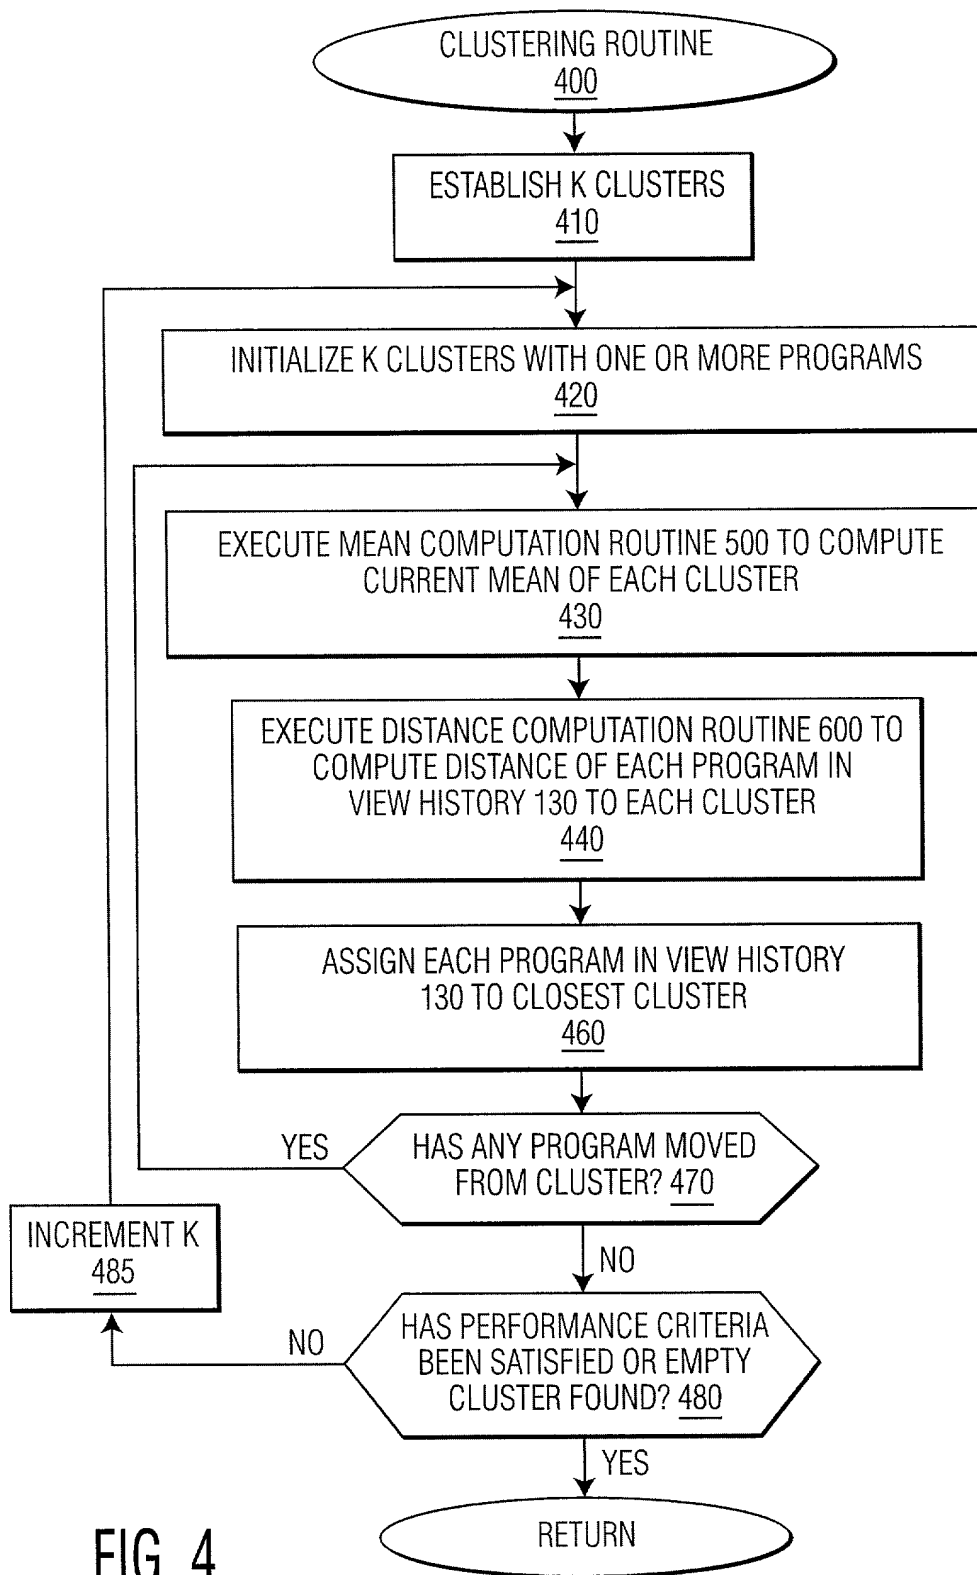 CLUSTERING ROUTINE
400
ESTABLISH K CLUSTERS
410
INITIALIZE K CLUSTERS WITH ONE OR MORE PROGRAMS
420
EXECUTE MEAN COMPUTATION ROUTINE 500 TO COMPUTE
CURRENT MEAN OF EACH CLUSTER
430
EXECUTE DISTANCE COMPUTATION ROUTINE 600 TO
COMPUTE DISTANCE OF EACH PROGRAM IN
VIEW HISTORY 130 TO EACH CLUSTER
440
ASSIGN EACH PROGRAM IN VIEW HISTORY
130 TO CLOSEST CLUSTER
460
YES
HAS ANY PROGRAM MOVED
FROM CLUSTER? 470
INCREMENT K
485
NO
NO
HAS PERFORMANCE CRITERIA
BEEN SATISFIED OR EMPTY
CLUSTER FOUND? 480
YES
RETURN
FIG. 4